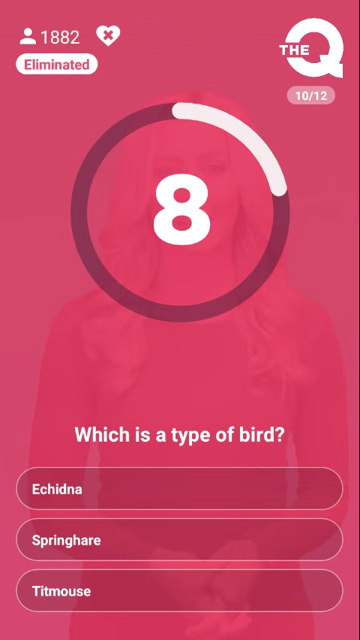 1882
Eliminated
THE Q
10/12
8
Which is a type of bird?
Echidna
Springhare
Titmouse